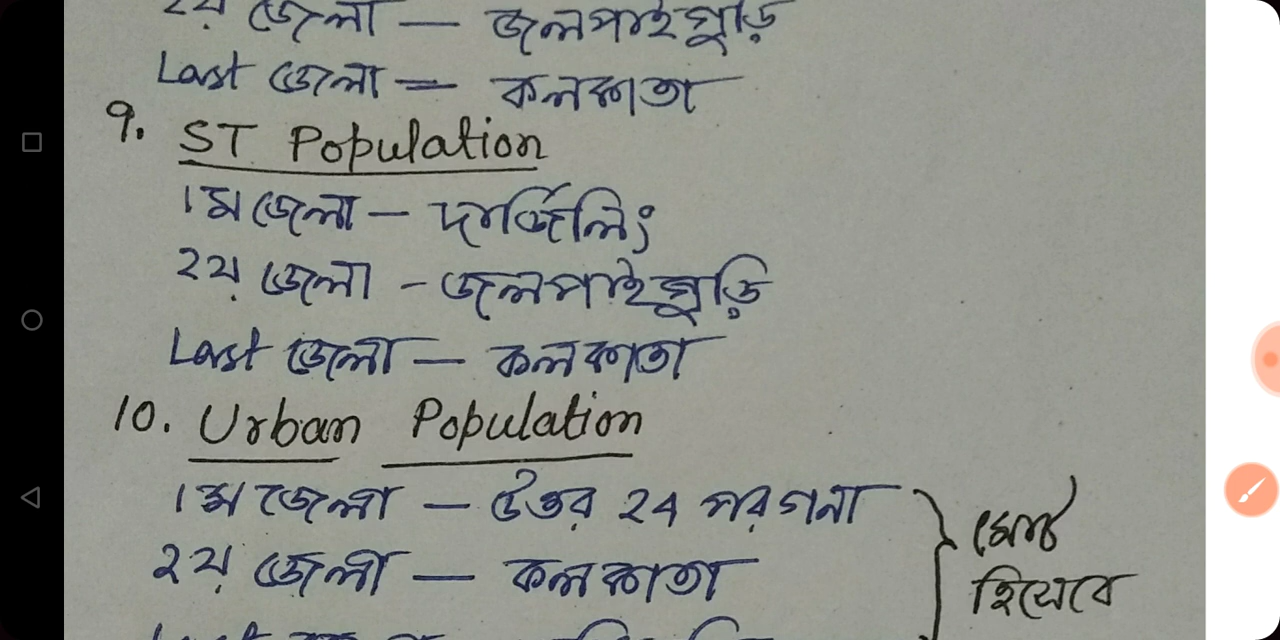 ২য় জেলা — জলপাইগুড়ি
Last জেলা — কলকাতা
9. ST Population
১ম জেলা — দার্জিলিং
২য় জেলা - জলপাইগুড়ি
Last জেলা — কলকাতা
10. Urban Population
১ম জেলা — উত্তর 24 পরগনা
২য় জেলা — কলকাতা
মোট
হিসেবে
Last